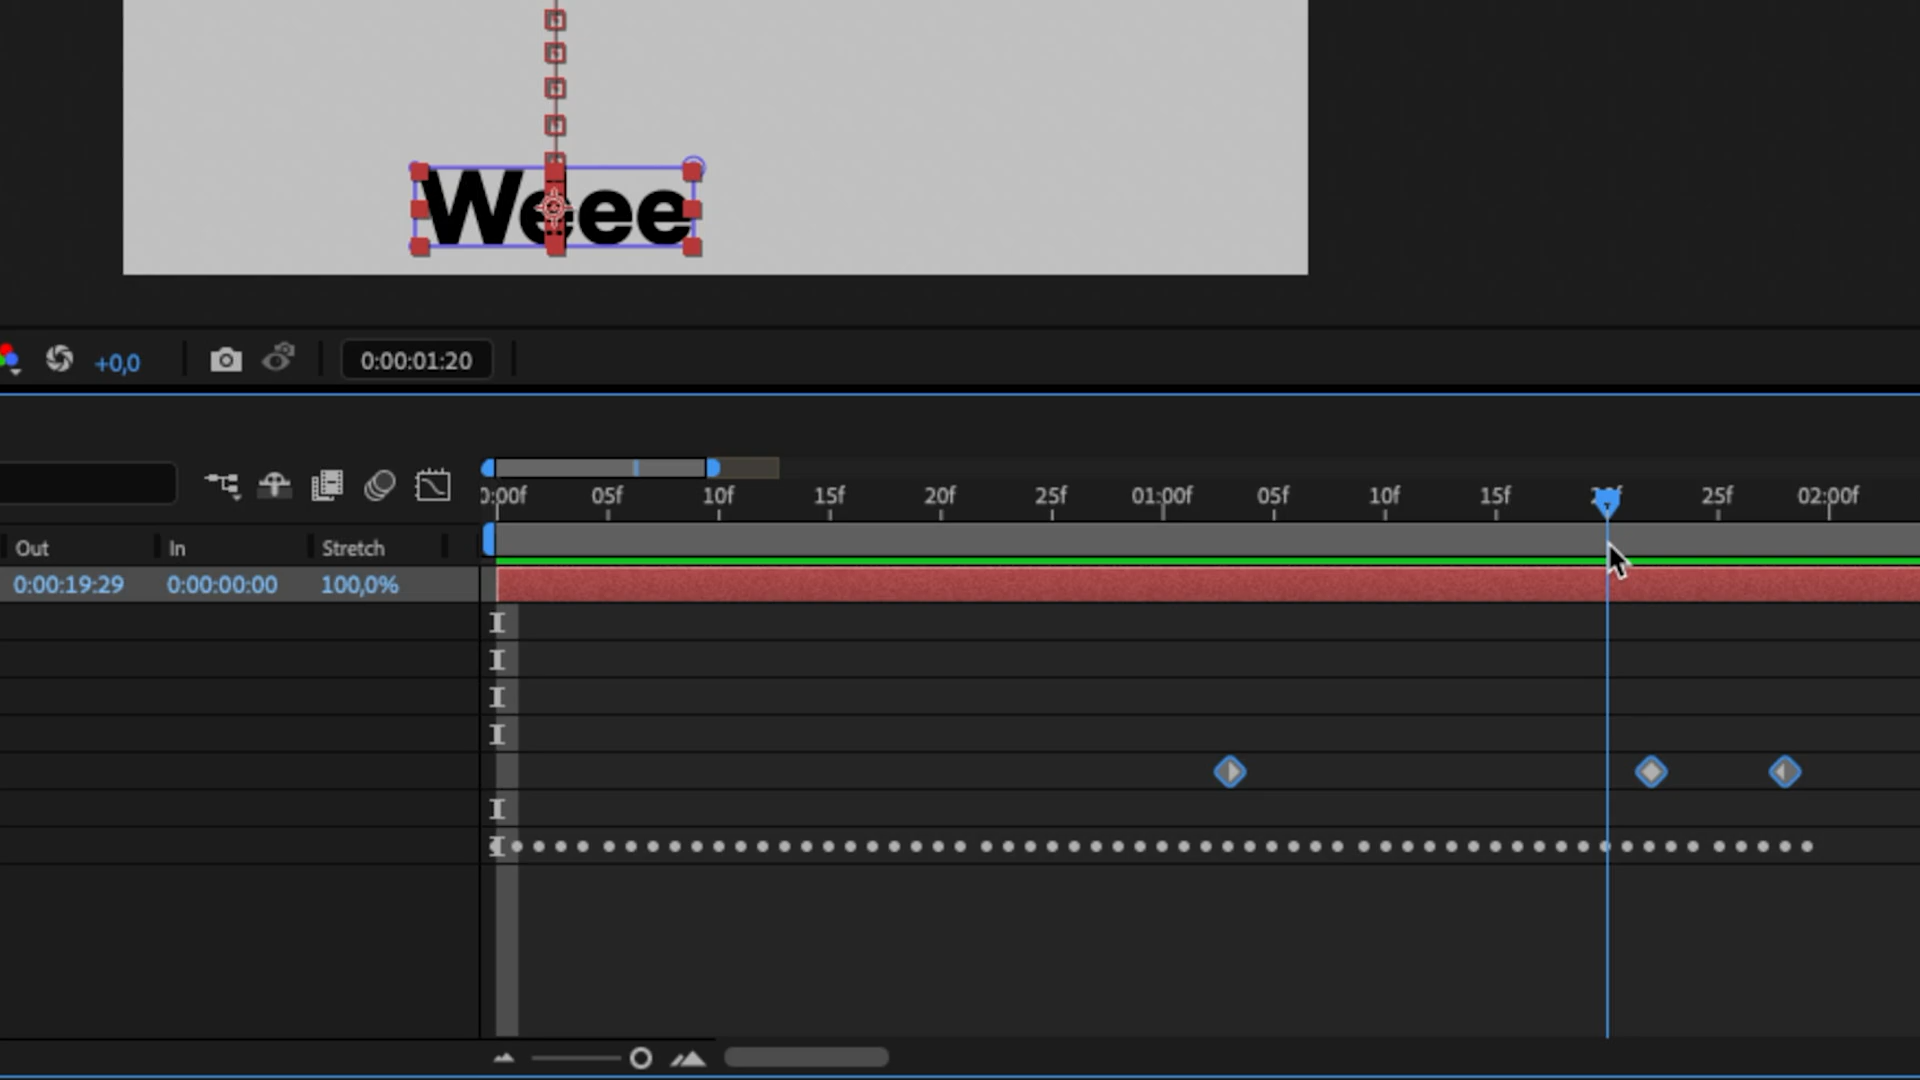 Weee
+0,0
0:00:01:20
0:00f 05f 10f 15f 20f 25f 01:00f 05f 10f 15f 25f 02:00f
Out In Stretch
0:00:19:29 0:00:00:00 100,0%